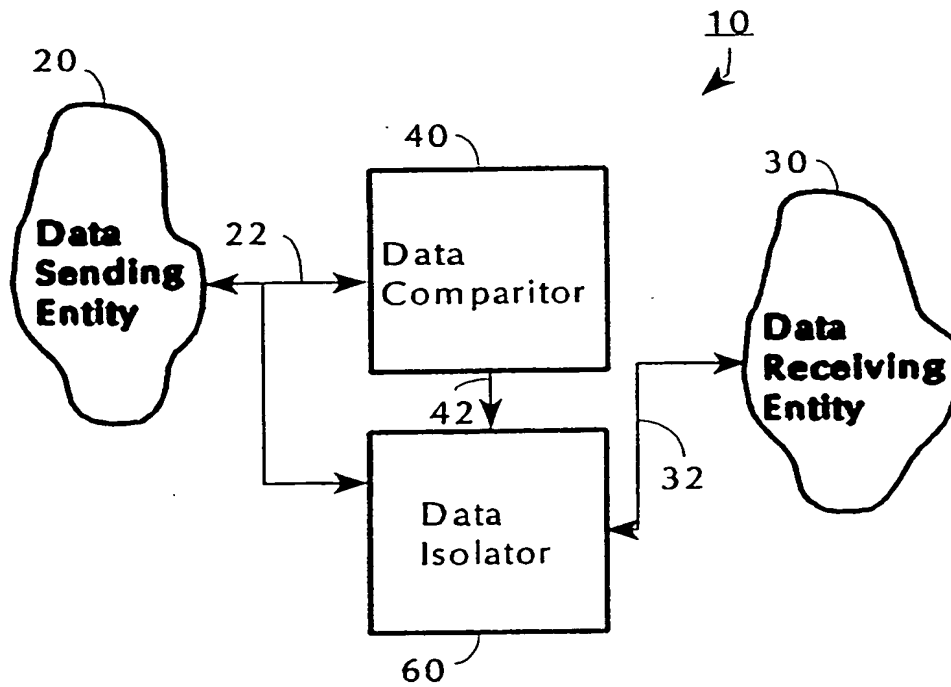 10
20
40
30
22
Data
Sending
Entity
Data
Comparitor
Data
Receiving
Entity
42
32
Data
Isolator
60